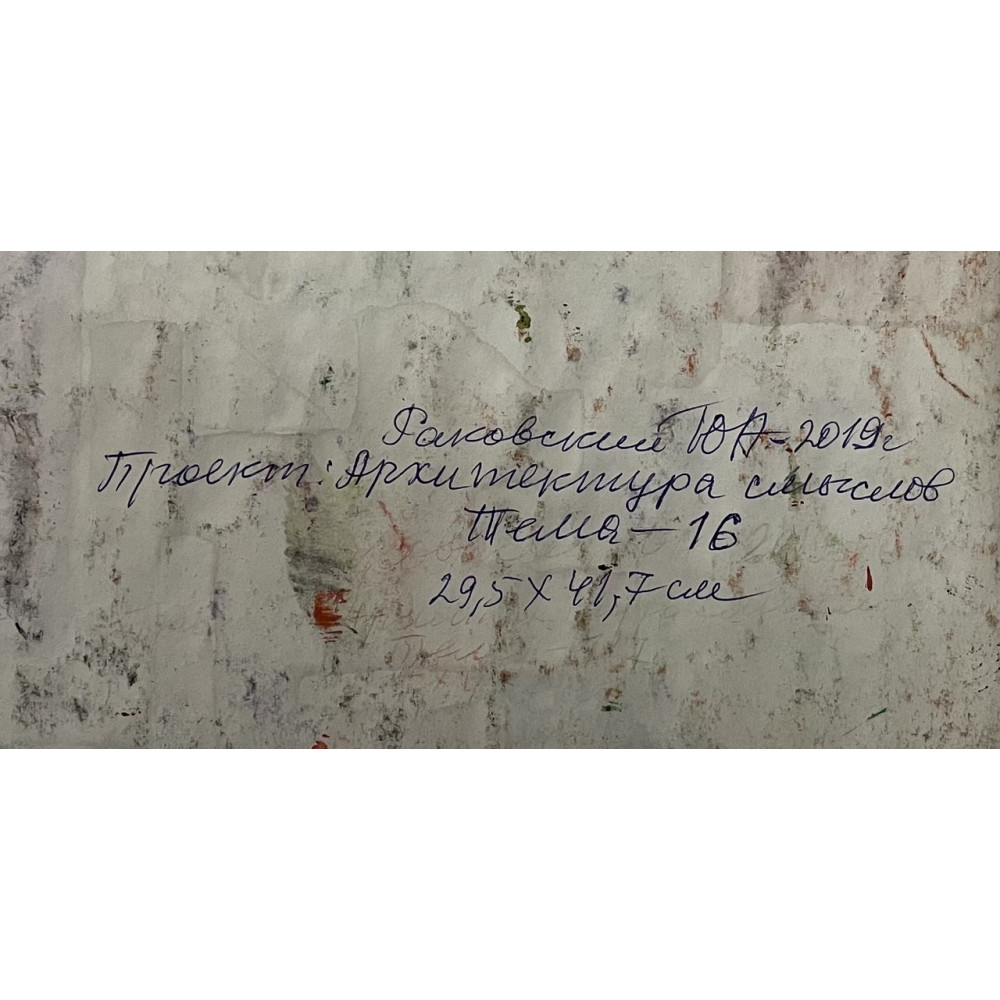 Раковский ЮА-2019г
Проект: Архитектура смыслов
Тема - 16
29,5 х 41,7 см